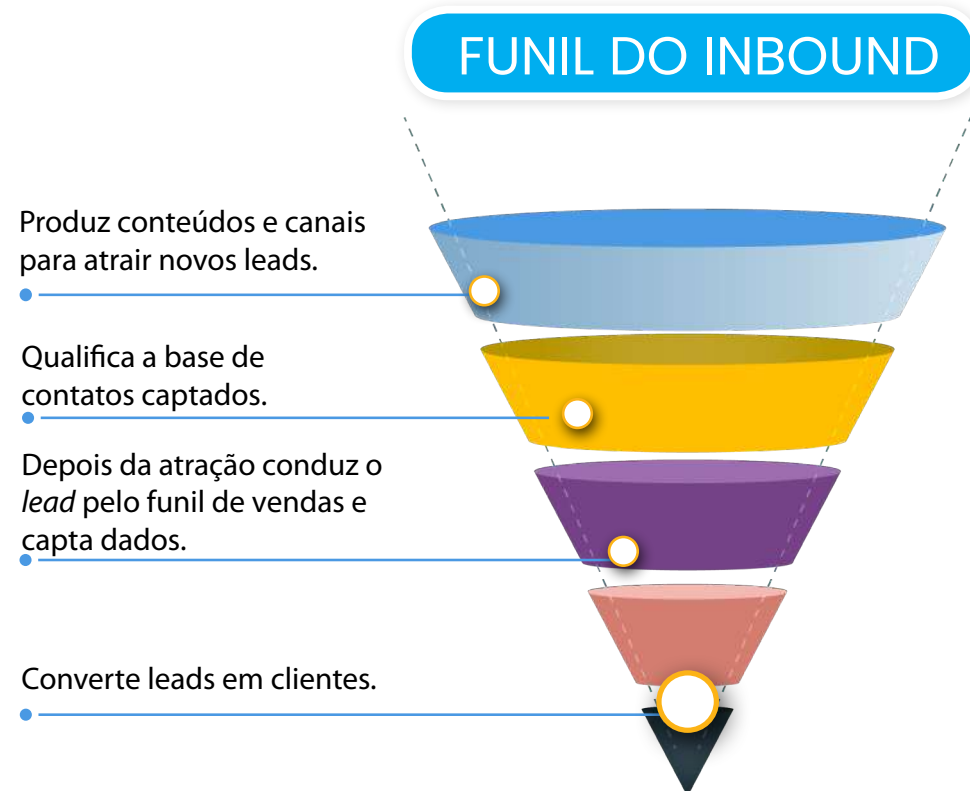 FUNIL DO INBOUND
Produz conteúdos e canais
para atrair novos leads.
Qualifica a base de
contatos captados.
Depois da atração conduz o
lead pelo funil de vendas e
capta dados.
Converte leads em clientes.